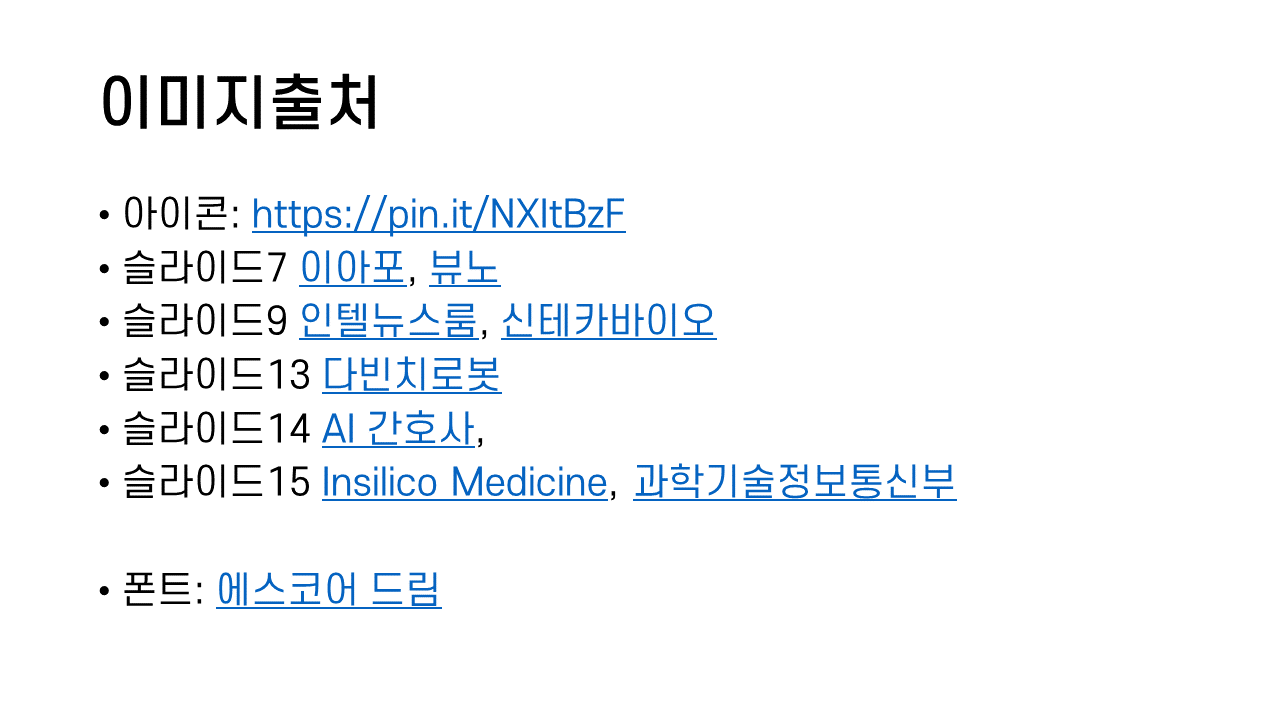 이미지출처
• 아이콘: https://pin.it/NXItBzF
• 슬라이드7 이아포, 뷰노
• 슬라이드9 인텔뉴스룸, 신테카바이오
• 슬라이드13 다빈치로봇
• 슬라이드14 AI 간호사,
• 슬라이드15 Insilico Medicine, 과학기술정보통신부
• 폰트: 에스코어 드림